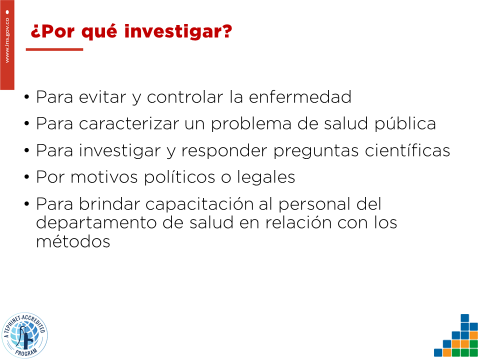 www.ins.gov.co
¿Por qué investigar?
• Para evitar y controlar la enfermedad
• Para caracterizar un problema de salud pública
• Para investigar y responder preguntas científicas
• Por motivos políticos o legales
• Para brindar capacitación al personal del
departamento de salud en relación con los
métodos
A TEPHINET ACCREDITED
PROGRAM